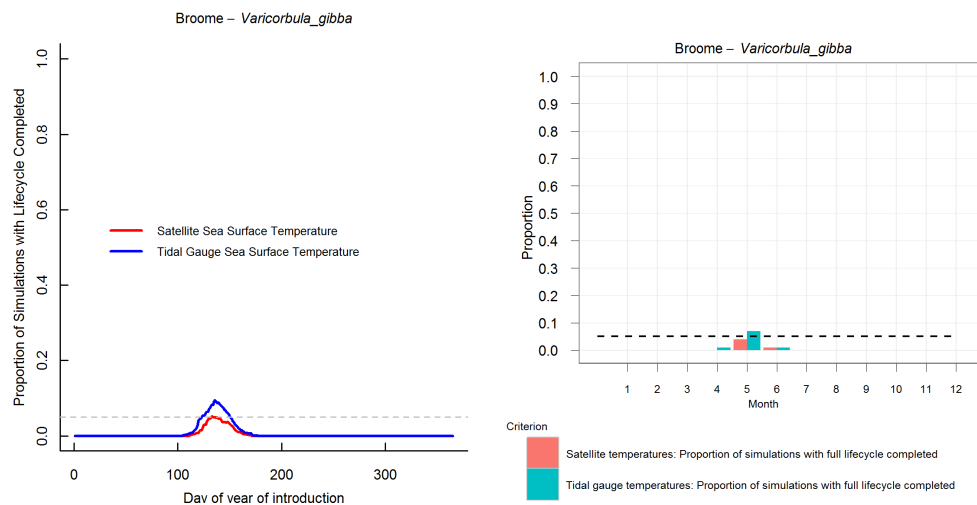 Broome – Varicorbula_gibba
Proportion of Simulations with Lifecycle Completed
1.0
0.8
0.6
0.4
0.2
0.0
Satellite Sea Surface Temperature
Tidal Gauge Sea Surface Temperature
0 100 200 300
Day of year of introduction
Broome – Varicorbula_gibba
Proportion
1.0
0.9
0.8
0.7
0.6
0.5
0.4
0.3
0.2
0.1
0.0
1 2 3 4 5 6 7 8 9 10 11 12
Month
Criterion
Satellite temperatures: Proportion of simulations with full lifecycle completed
Tidal gauge temperatures: Proportion of simulations with full lifecycle completed